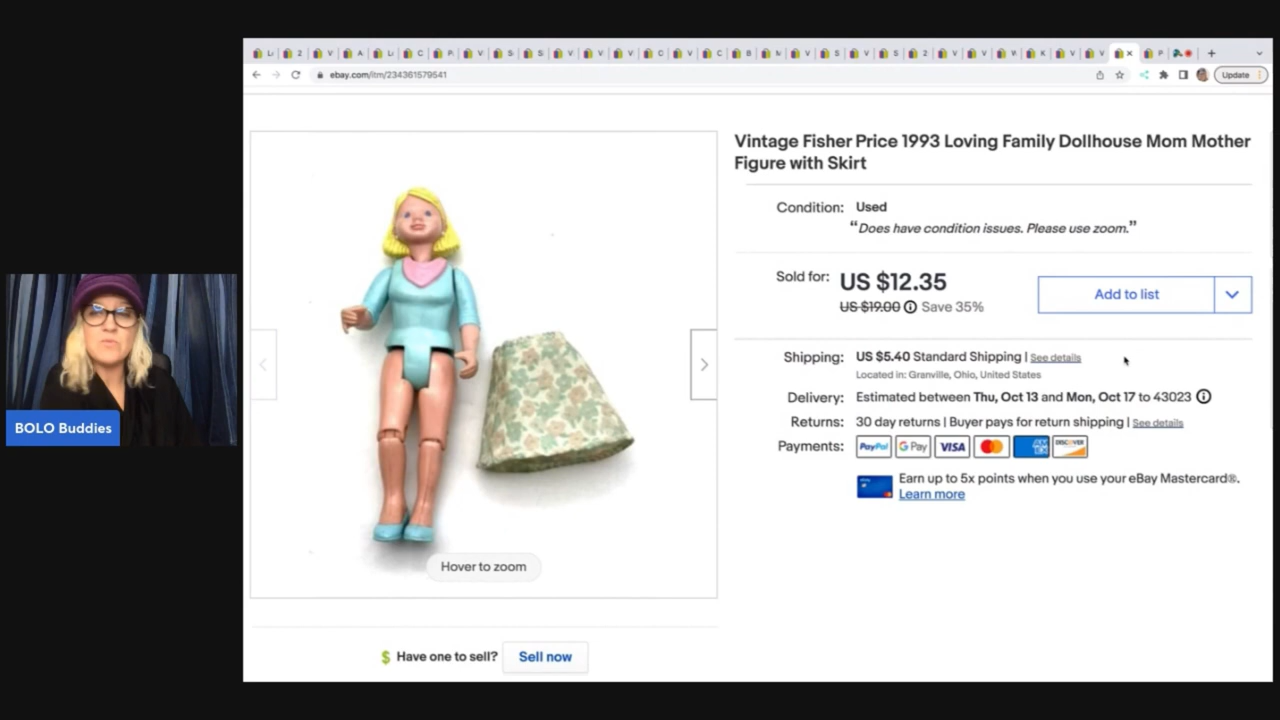 ebay.com/itm/234361579541
Update
Vintage Fisher Price 1993 Loving Family Dollhouse Mom Mother
Figure with Skirt
Condition: Used
“Does have condition issues. Please use zoom.”
Sold for: US $12.35
US $19.00 Save 35%
Add to list
Shipping: US $5.40 Standard Shipping | See details
Located in: Granville, Ohio, United States
Delivery: Estimated between Thu, Oct 13 and Mon, Oct 17 to 43023
Returns: 30 day returns | Buyer pays for return shipping | See details
Payments: PayPal G Pay VISA DISCOVER
Earn up to 5x points when you use your eBay Mastercard®.
Learn more
BOLO Buddies
Hover to zoom
$ Have one to sell? Sell now